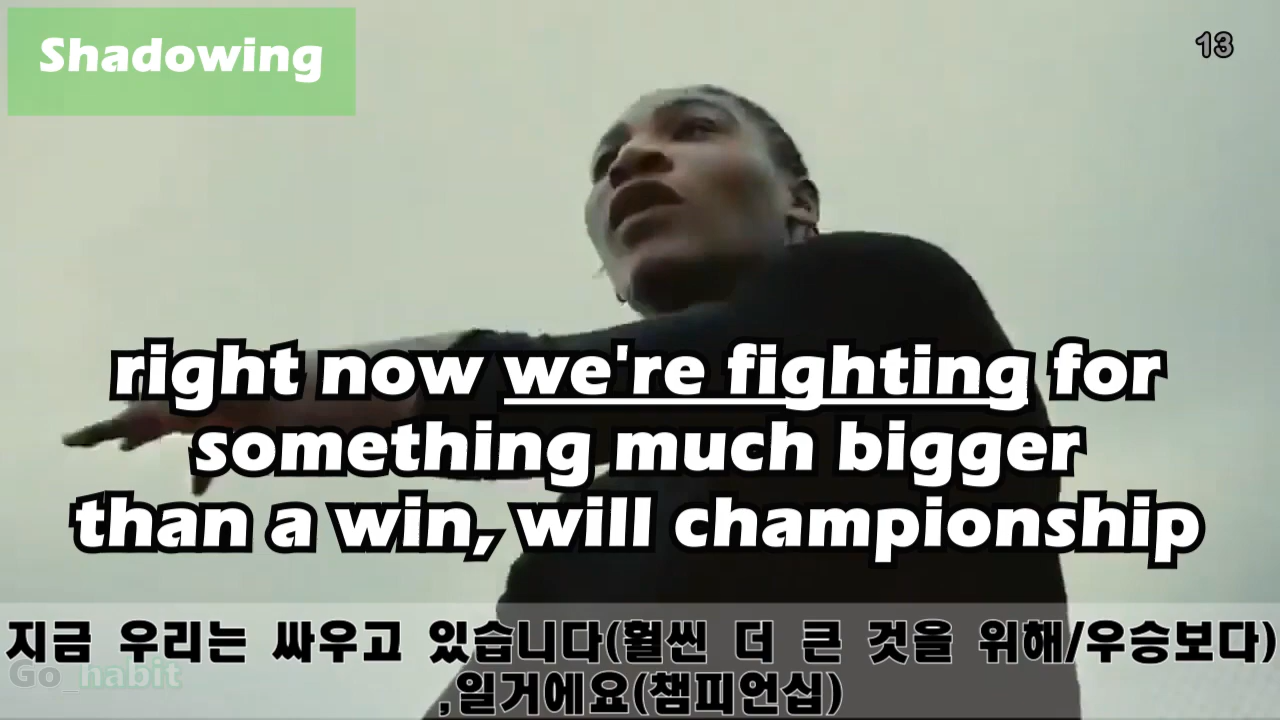 Shadowing
13
right now we're fighting for
something much bigger
than a win, will championship
지금 우리는 싸우고 있습니다(훨씬 더 큰 것을 위해/우승보다)
,일거에요(챔피언십)
Go_habit